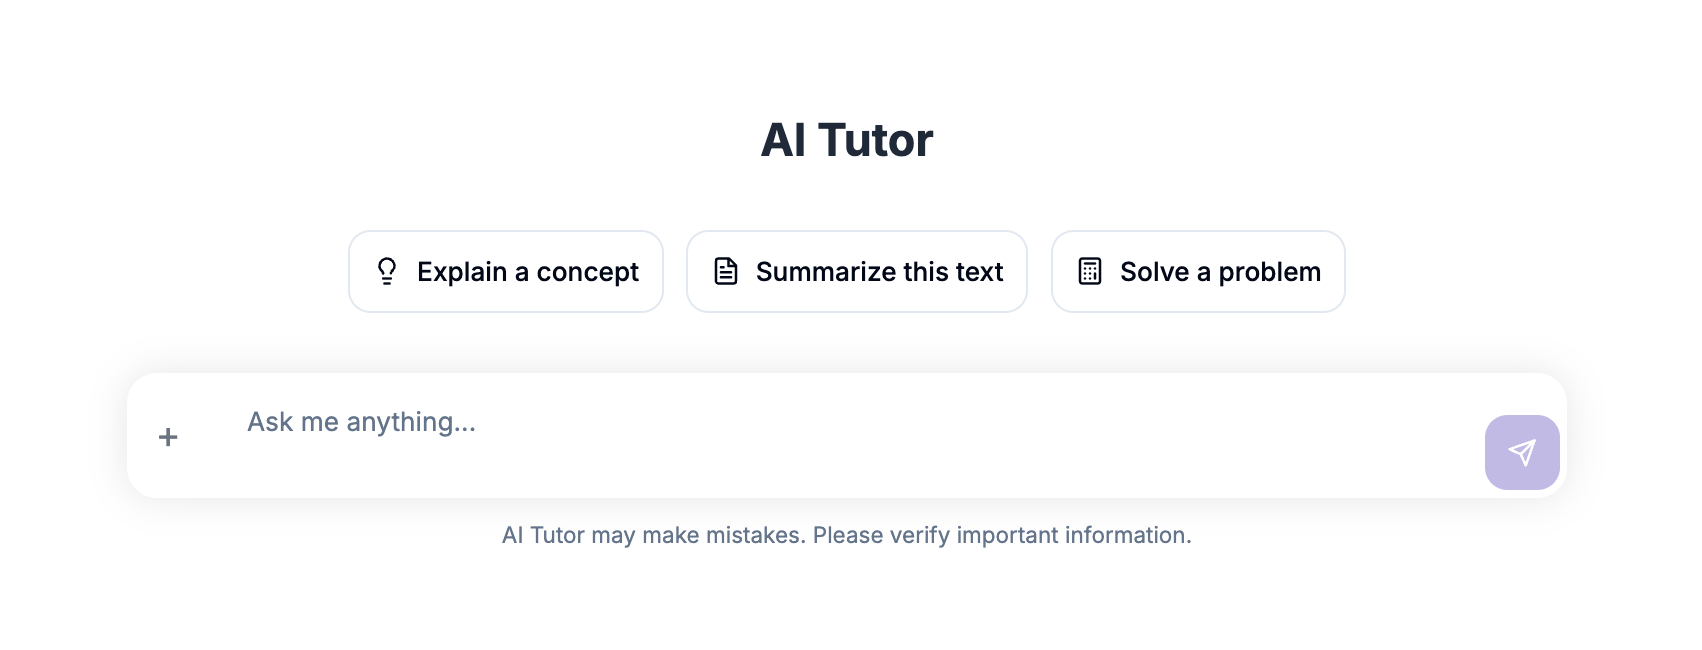 AI Tutor
Explain a concept
Summarize this text
Solve a problem
Ask me anything...
AI Tutor may make mistakes. Please verify important information.